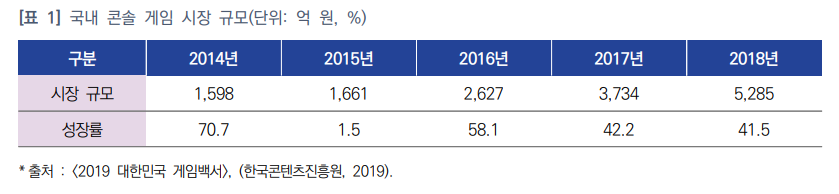 [표 1] 국내 콘솔 게임 시장 규모(단위: 억 원, %)
구분 2014년 2015년 2016년 2017년 2018년
시장 규모 1,598 1,661 2,627 3,734 5,285
성장률 70.7 1.5 58.1 42.2 41.5
* 출처 : <2019 대한민국 게임백서>, (한국콘텐츠진흥원, 2019).